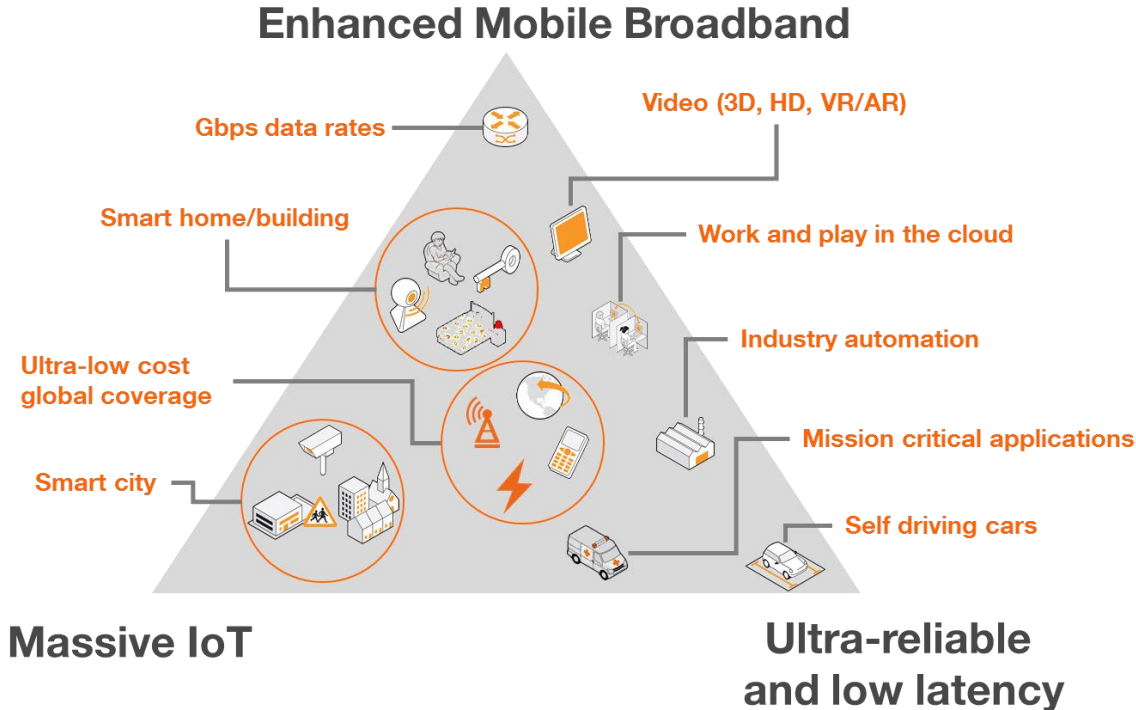 Enhanced Mobile Broadband
Video (3D, HD, VR/AR)
Gbps data rates
Smart home/building
Work and play in the cloud
Industry automation
Ultra-low cost
global coverage
Mission critical applications
Smart city
Self driving cars
Massive IoT
Ultra-reliable
and low latency